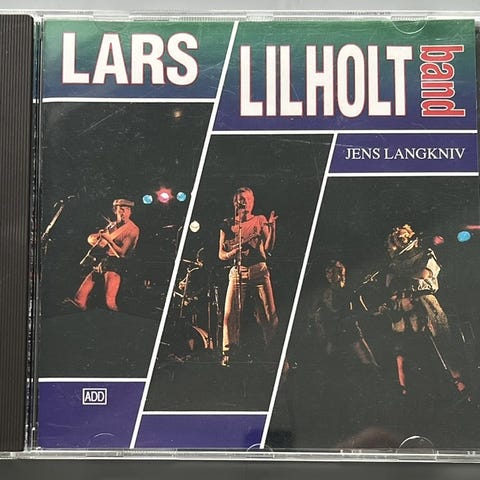 LARS
LILHOLT
band
JENS LANGKNIV
ADD